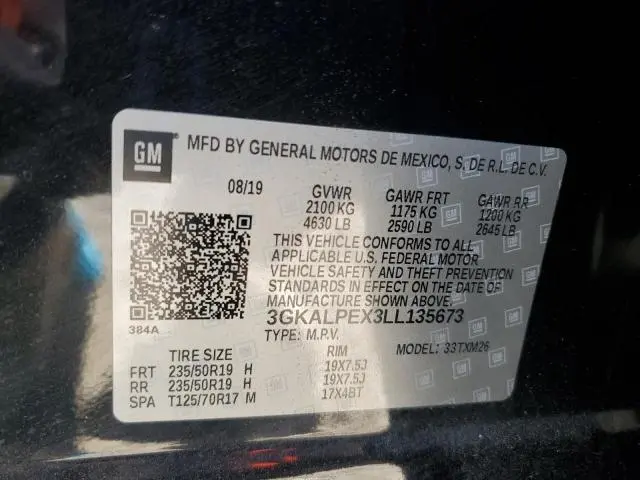 GM
MFD BY GENERAL MOTORS DE MEXICO, S. DE R.L. DE C.V.
08/19 GVWR GAWR FRT GAWR RR
2100 KG 1175 KG 1200 KG
4630 LB 2590 LB 2645 LB
THIS VEHICLE CONFORMS TO ALL
APPLICABLE U.S. FEDERAL MOTOR
VEHICLE SAFETY AND THEFT PREVENTION
STANDARDS IN EFFECT ON THE DATE OF
MANUFACTURE SHOWN ABOVE.
3GKALPEX3LL135673
384A
TYPE: M.P.V. MODEL: 33TXM26
TIRE SIZE RIM
FRT 235/50R19 H 19X7.5J
RR 235/50R19 H 19X7.5J
SPA T125/70R17 M 17X4BT